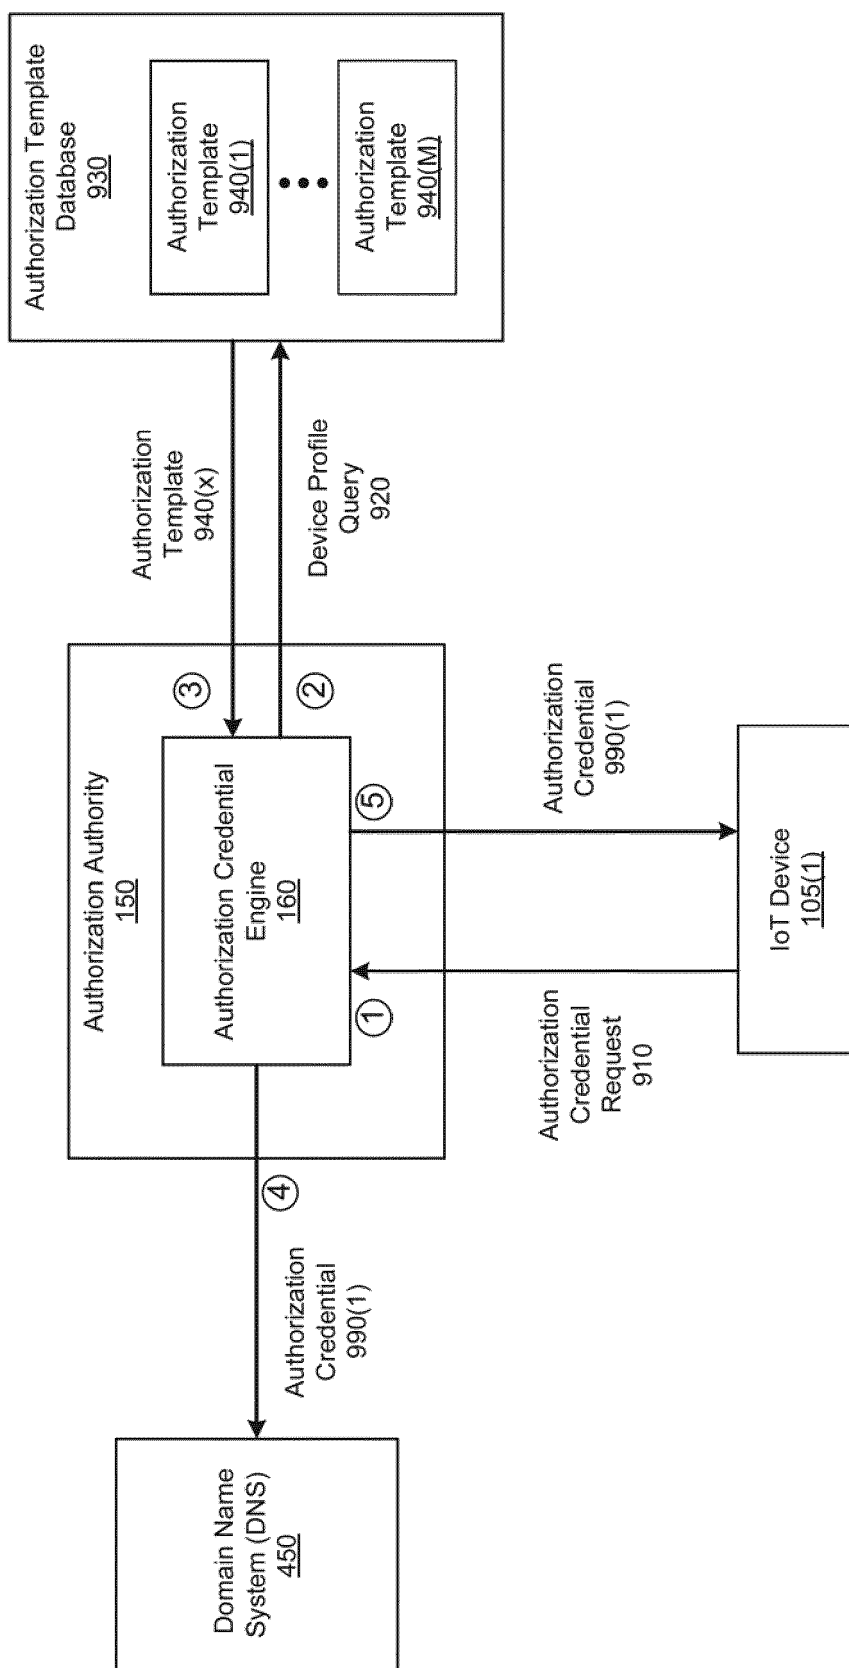 Domain Name
System (DNS)
450
Authorization
Credential
990(1)
4
Authorization Authority
150
Authorization Credential
Engine
160
1
5
3
2
Authorization
Credential
Request
910
Authorization
Credential
990(1)
IoT Device
105(1)
Authorization
Template
940(x)
Device Profile
Query
920
Authorization Template
Database
930
Authorization
Template
940(1)
Authorization
Template
940(M)